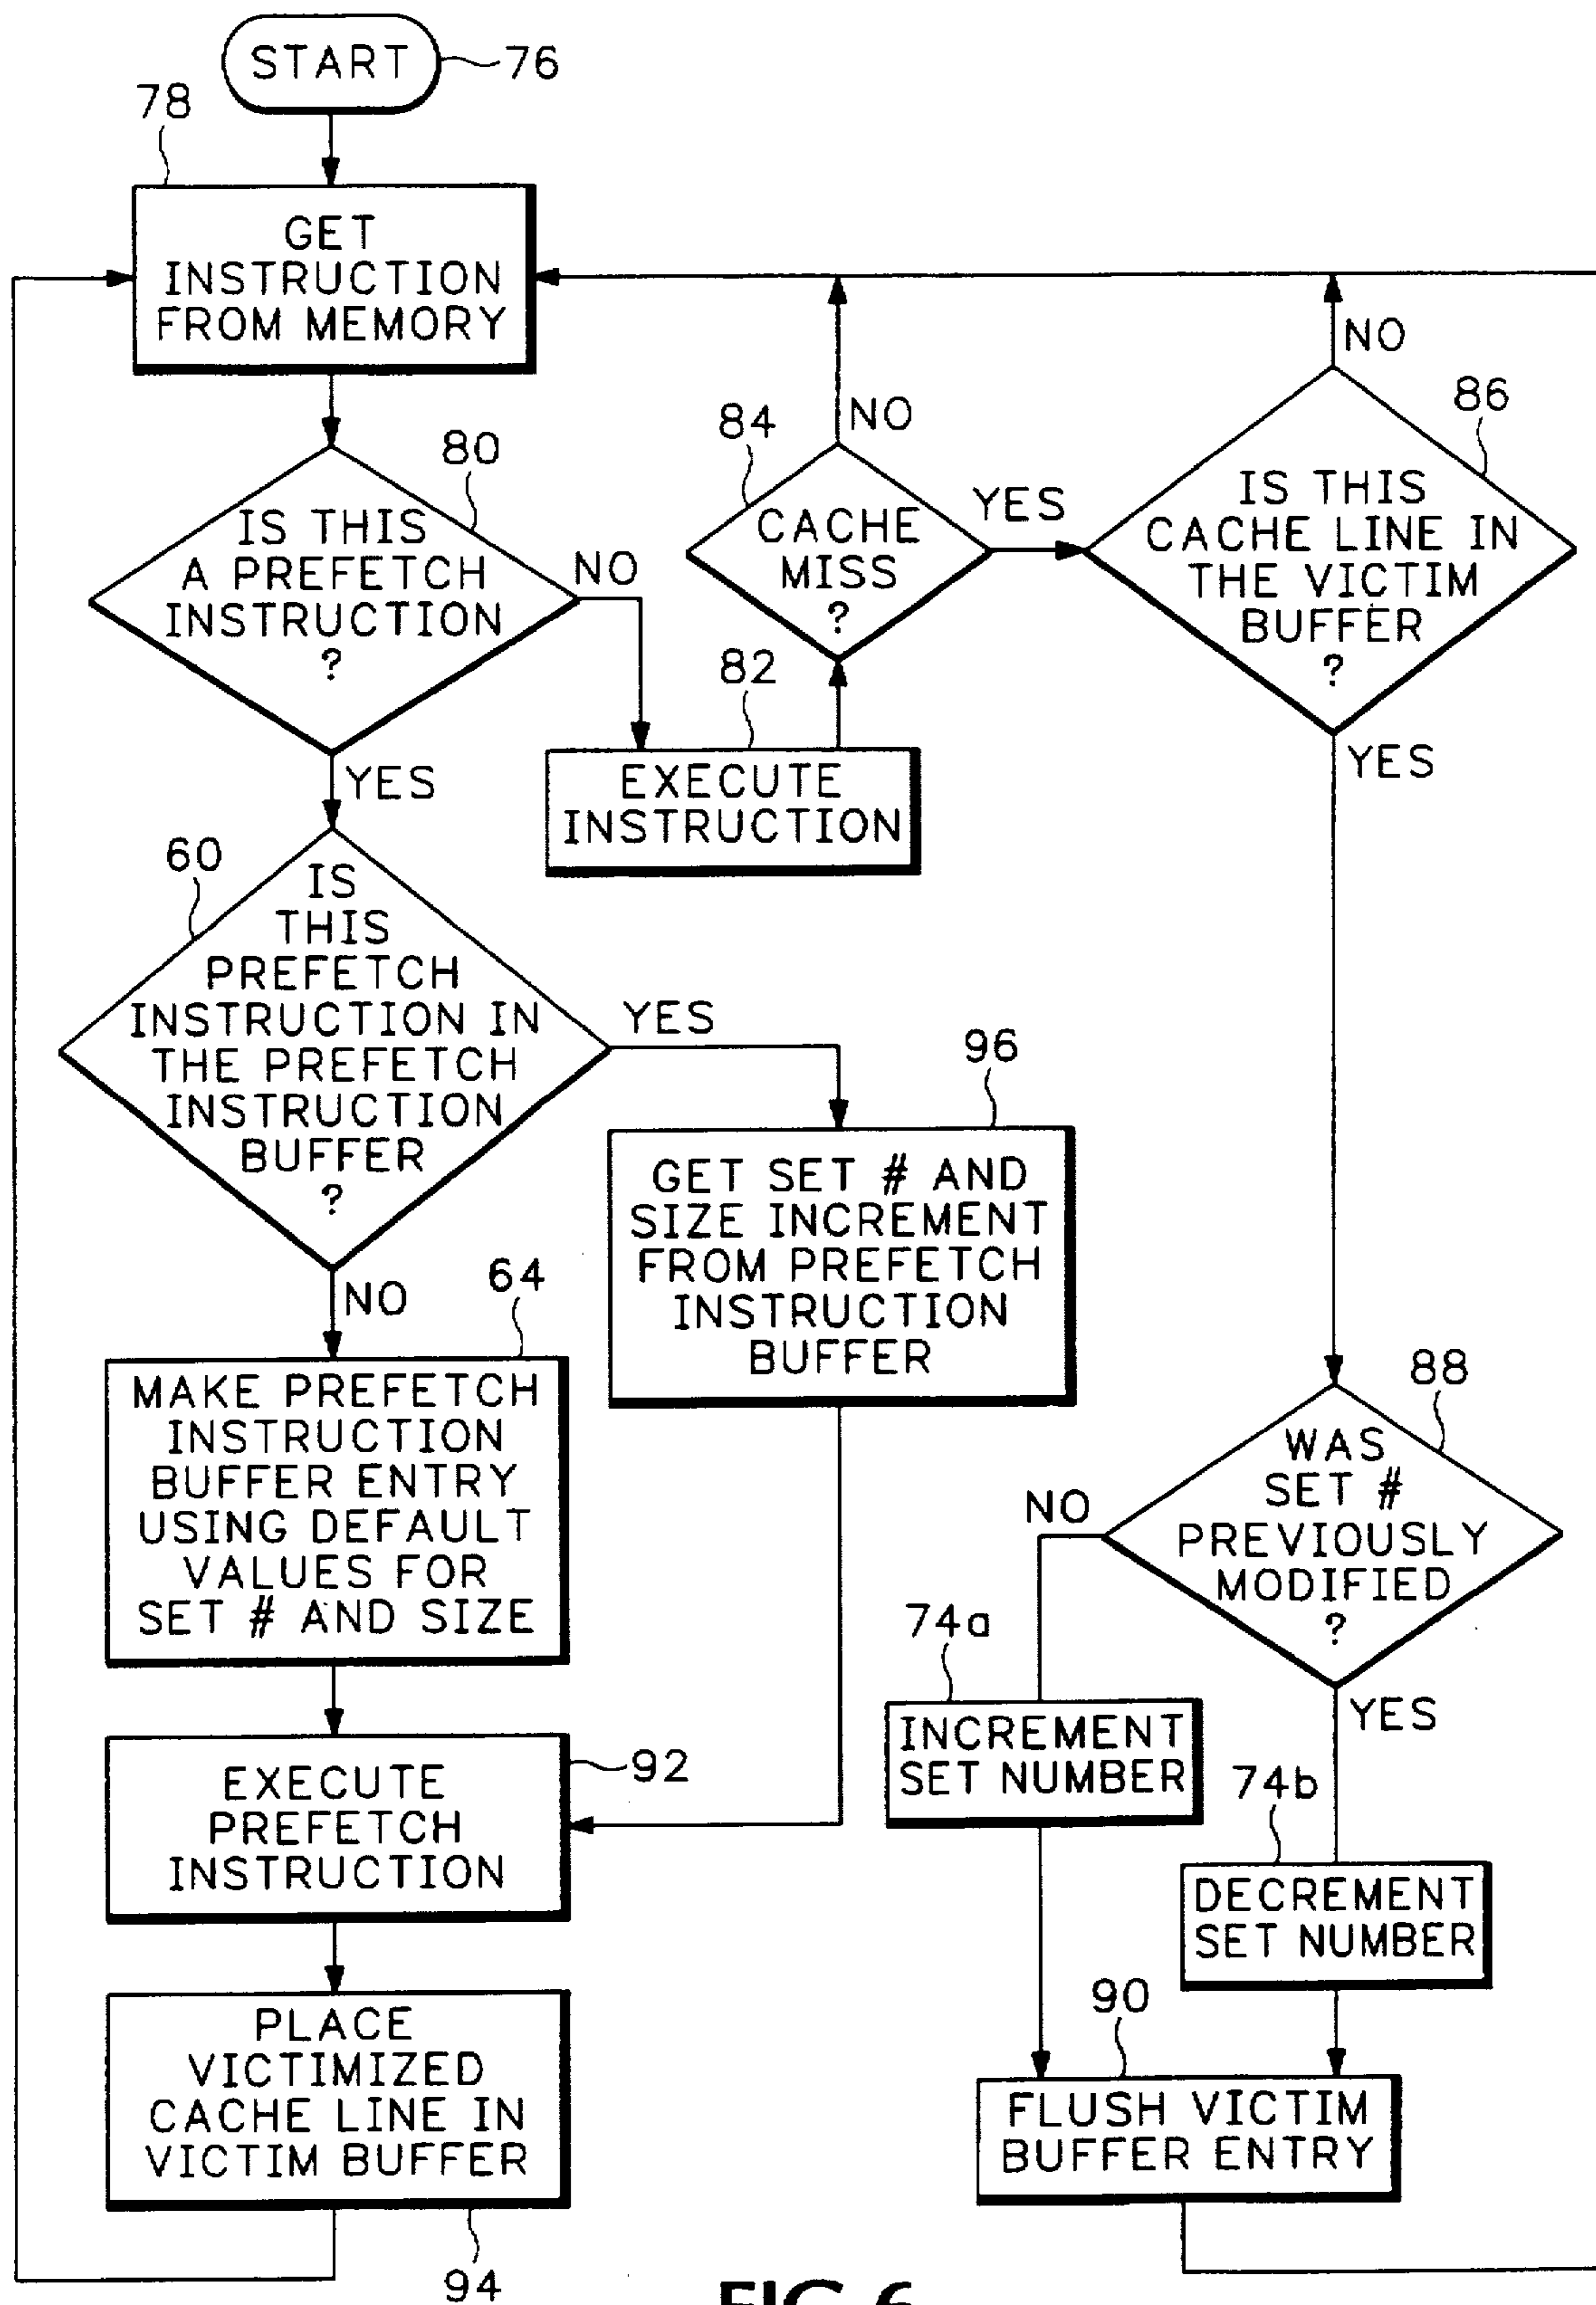 START
76
78
GET
INSTRUCTION
FROM MEMORY
80
IS THIS
A PREFETCH
INSTRUCTION
?
NO
YES
82
EXECUTE
INSTRUCTION
84
CACHE
MISS
?
NO
YES
86
IS THIS
CACHE LINE IN
THE VICTIM
BUFFER
?
NO
YES
60
IS
THIS
PREFETCH
INSTRUCTION IN
THE PREFETCH
INSTRUCTION
BUFFER
?
YES
NO
96
GET SET # AND
SIZE INCREMENT
FROM PREFETCH
INSTRUCTION
BUFFER
64
MAKE PREFETCH
INSTRUCTION
BUFFER ENTRY
USING DEFAULT
VALUES FOR
SET # AND SIZE
88
WAS
SET #
PREVIOUSLY
MODIFIED
?
NO
YES
74a
INCREMENT
SET NUMBER
74b
DECREMENT
SET NUMBER
92
EXECUTE
PREFETCH
INSTRUCTION
90
FLUSH VICTIM
BUFFER ENTRY
PLACE
VICTIMIZED
CACHE LINE IN
VICTIM BUFFER
94
FIG.6